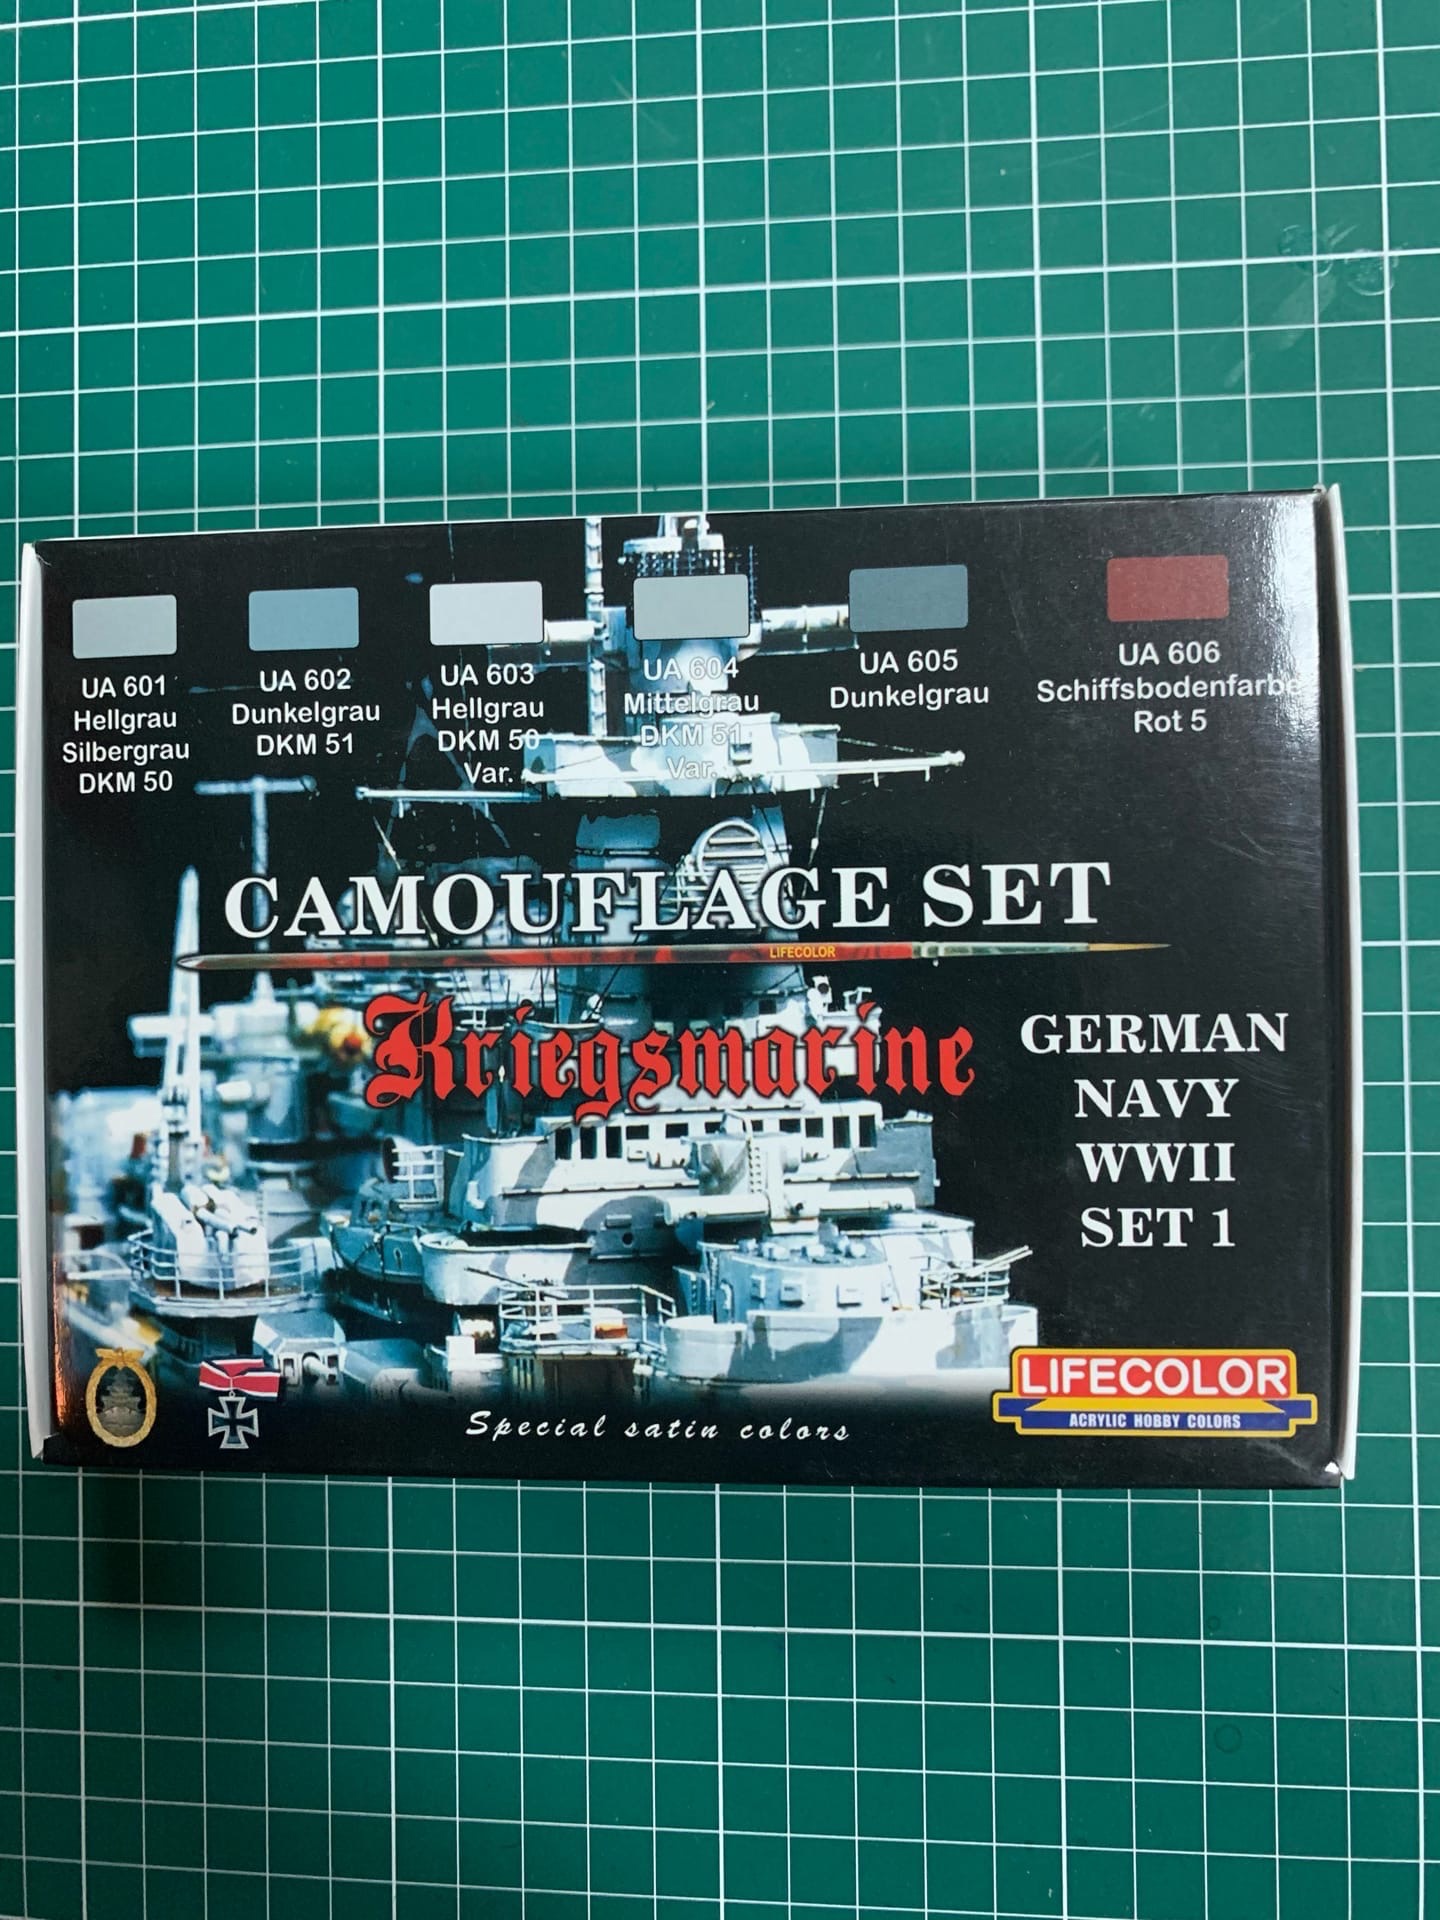 UA 601
Hellgrau
Silbergrau
DKM 50
UA 602
Dunkelgrau
DKM 51
UA 603
Hellgrau
DKM 50
Var.
UA 604
Mittelgrau
DKM 51
Var.
UA 605
Dunkelgrau
UA 606
Schiffsbodenfarbe
Rot 5
CAMOUFLAGE SET
LIFECOLOR
Kriegsmarine
GERMAN
NAVY
WWII
SET 1
Special satin colors
LIFECOLOR
ACRYLIC HOBBY COLORS